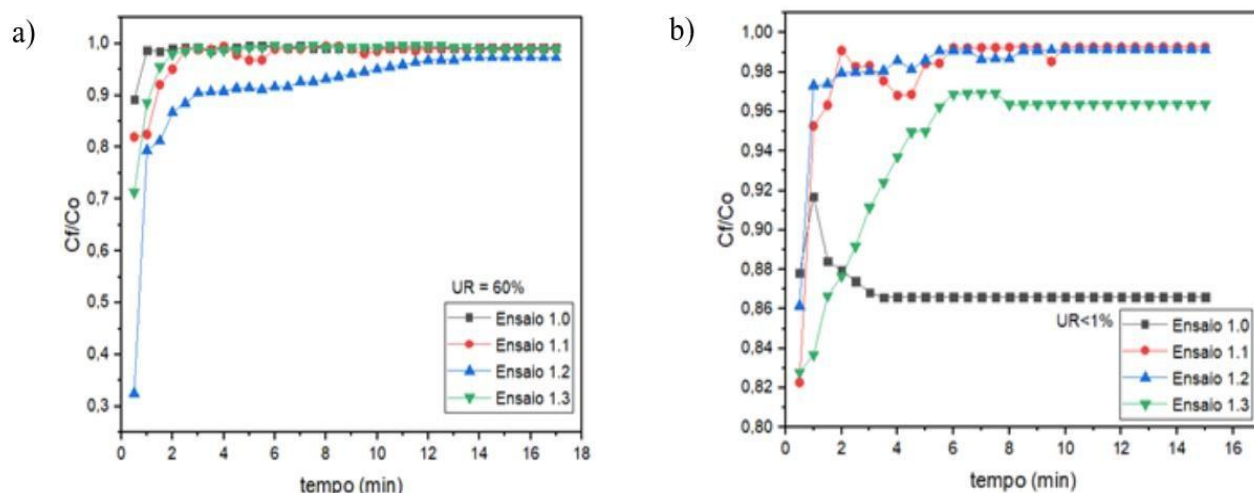 a)
Cf/Co
1,0
0,9
0,8
0,7
0,6
0,5
0,4
0,3
UR = 60%
Ensaio 1.0
Ensaio 1.1
Ensaio 1.2
Ensaio 1.3
0 2 4 6 8 10 12 14 16 18
tempo (min)
b)
Cf/Co
1,00
0,98
0,96
0,94
0,92
0,90
0,88
0,86
0,84
0,82
0,80
UR<1%
Ensaio 1.0
Ensaio 1.1
Ensaio 1.2
Ensaio 1.3
0 2 4 6 8 10 12 14 16
tempo (min)